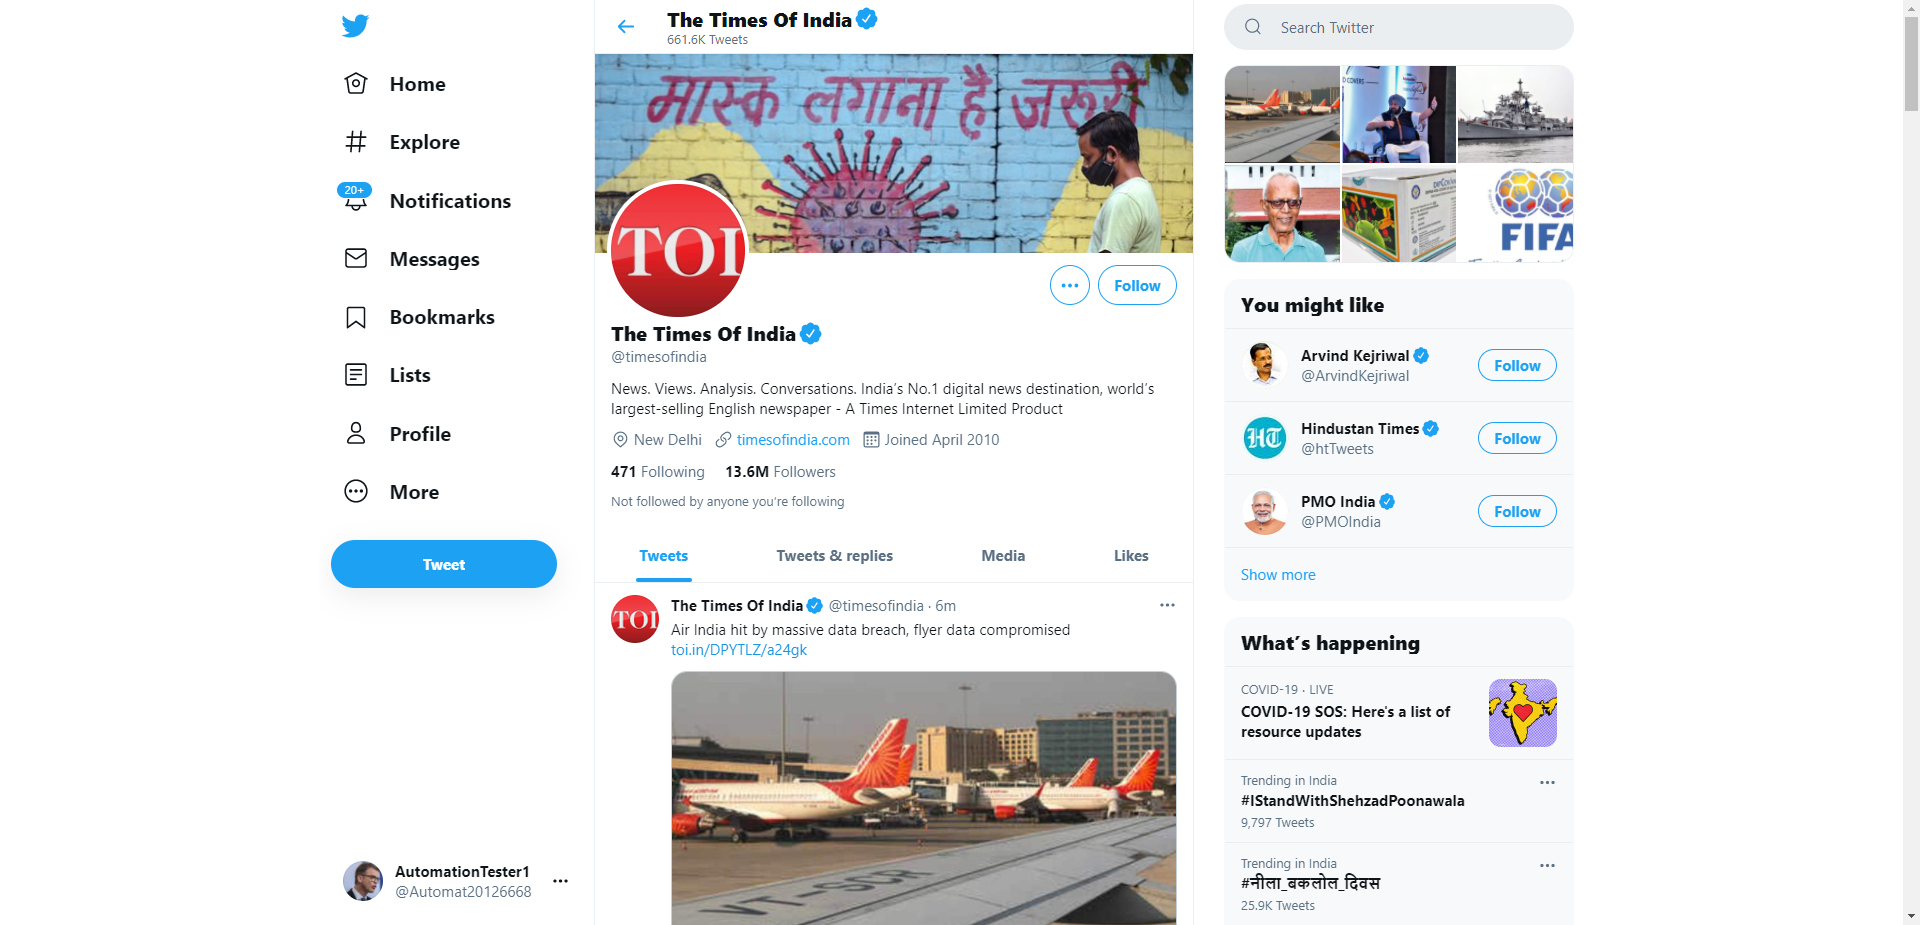 Home
Explore
20+
Notifications
Messages
Bookmarks
Lists
Profile
More
Tweet
AutomationTester1
@Automat20126668
The Times Of India
661.6K Tweets
मास्क लगाना है जरूरी
TOI
Follow
The Times Of India
@timesofindia
News. Views. Analysis. Conversations. India's No.1 digital news destination, world's
largest-selling English newspaper - A Times Internet Limited Product
New Delhi timesofindia.com Joined April 2010
471 Following 13.6M Followers
Not followed by anyone you're following
Tweets Tweets & replies Media Likes
TOI
The Times Of India @timesofindia · 6m
Air India hit by massive data breach, flyer data compromised
toi.in/DPYTLZ/a24gk
Search Twitter
FIFA
You might like
Arvind Kejriwal
@ArvindKejriwal
Follow
HT
Hindustan Times
@htTweets
Follow
PMO India
@PMOIndia
Follow
Show more
What's happening
COVID-19 · LIVE
COVID-19 SOS: Here's a list of
resource updates
Trending in India
#IStandWithShehzadPoonawala
9,797 Tweets
Trending in India
#नीला_बकलोल_दिवस
25.9K Tweets